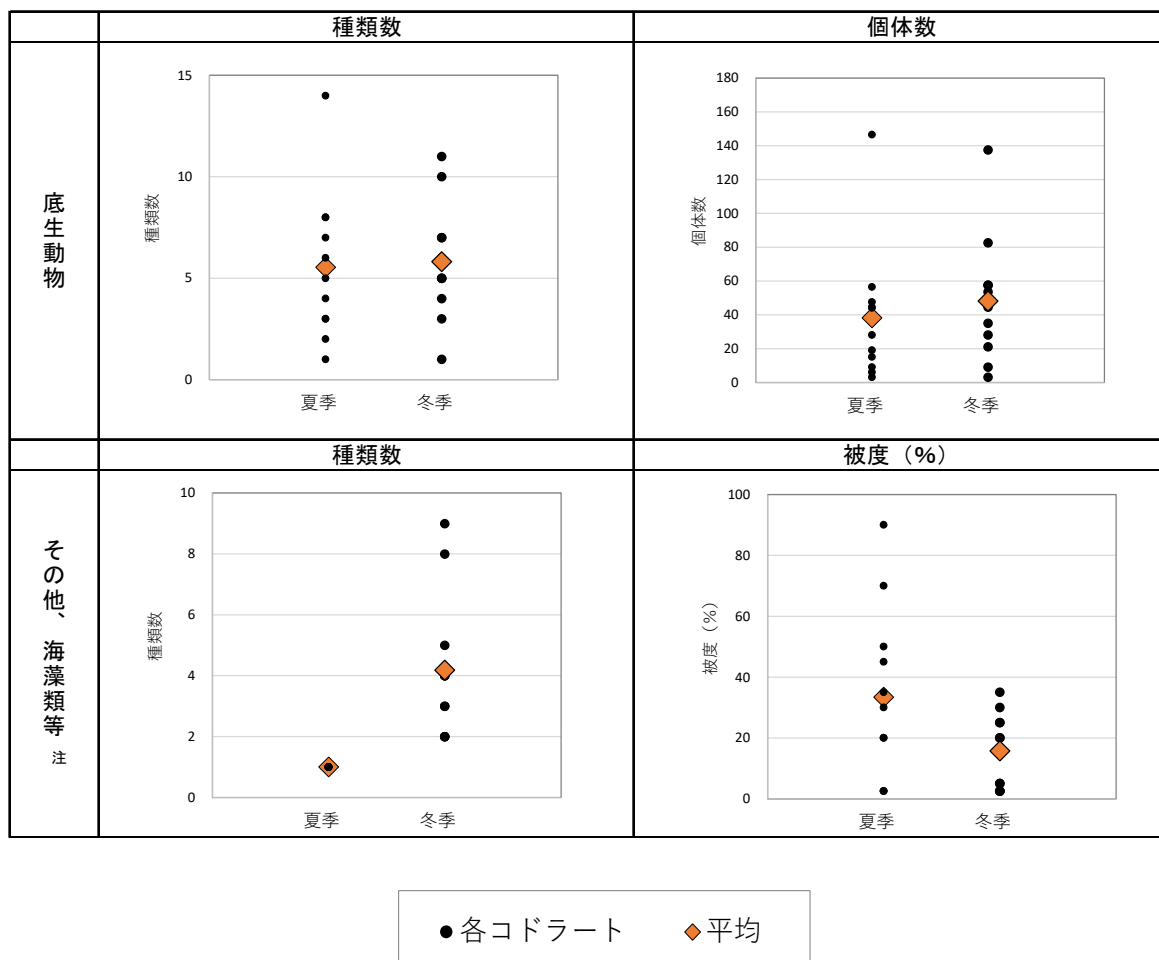 種類数
個体数
底生動物
15
10
5
0
種類数
夏季
冬季
180
160
140
120
100
80
60
40
20
0
個体数
夏季
冬季
種類数
被度（%）
その他、海藻類等 注
10
8
6
4
2
0
種類数
夏季
冬季
100
80
60
40
20
0
被度（%）
夏季
冬季
各コドラート
平均